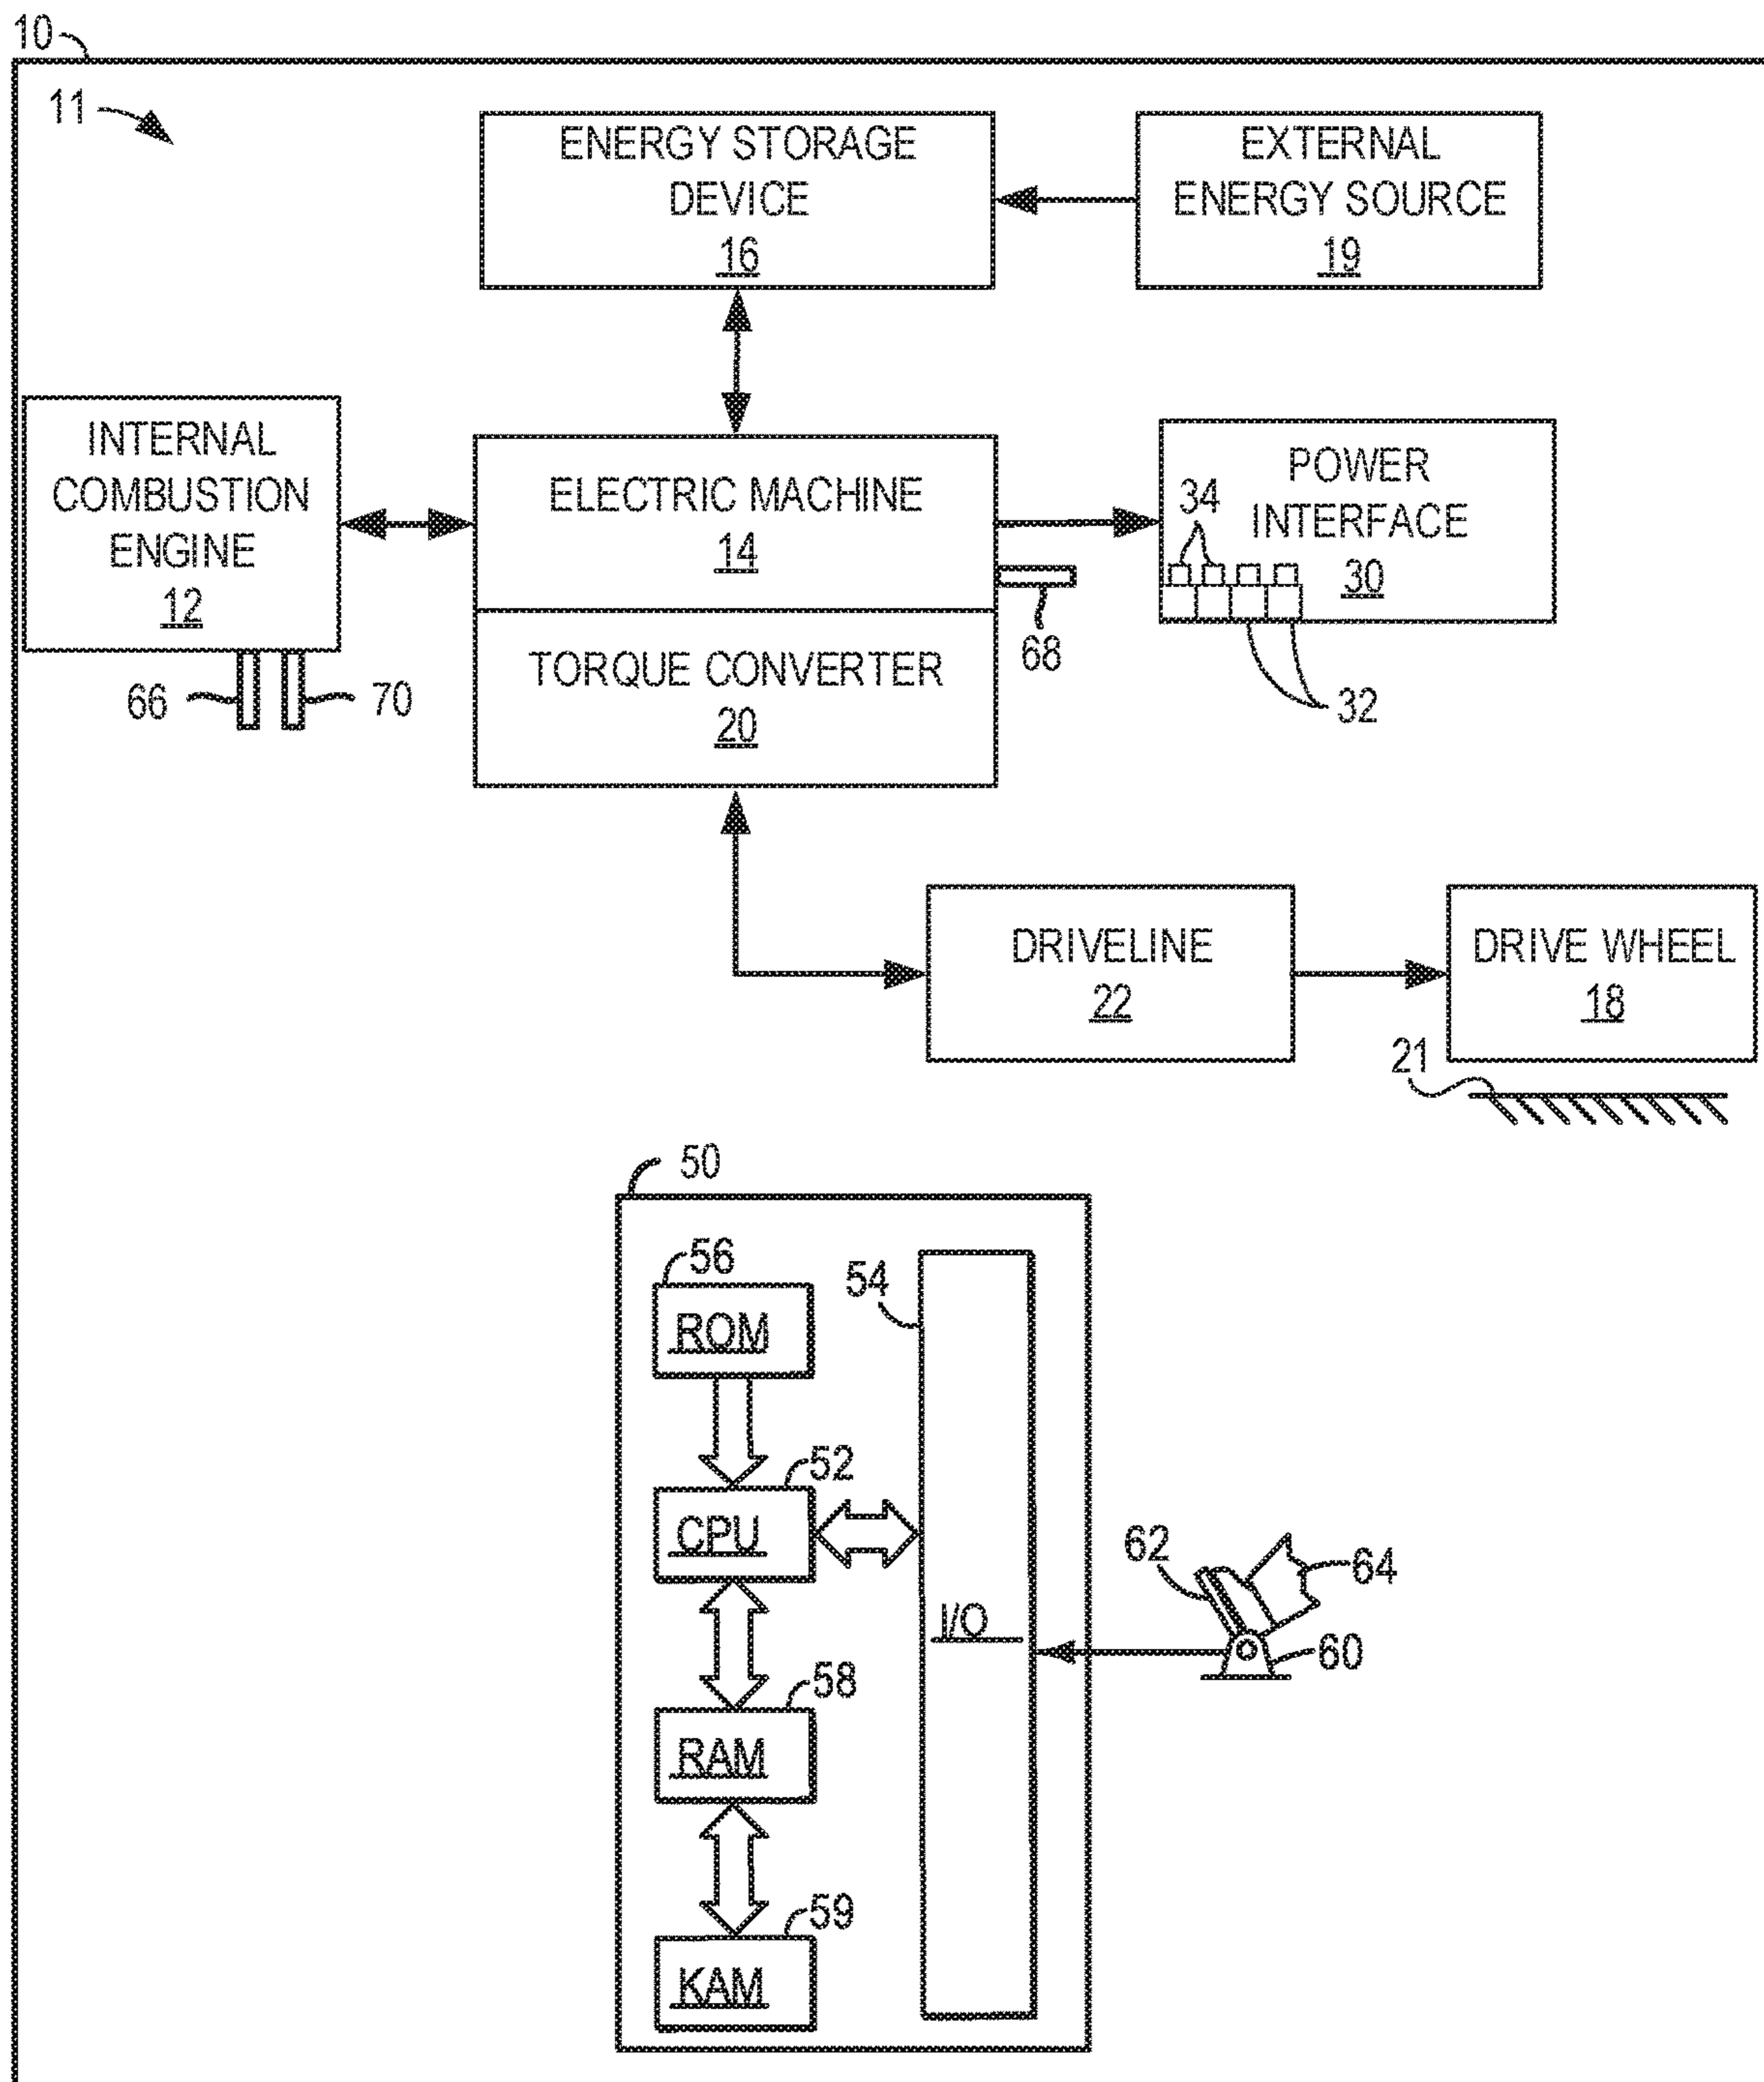 10
11
ENERGY STORAGE
DEVICE
16
EXTERNAL
ENERGY SOURCE
19
INTERNAL
COMBUSTION
ENGINE
12
ELECTRIC MACHINE
14
POWER
INTERFACE
30
34
32
68
66
70
TORQUE CONVERTER
20
DRIVELINE
22
DRIVE WHEEL
18
21
50
56
ROM
54
52
CPU
I/O
62
64
60
58
RAM
59
KAM